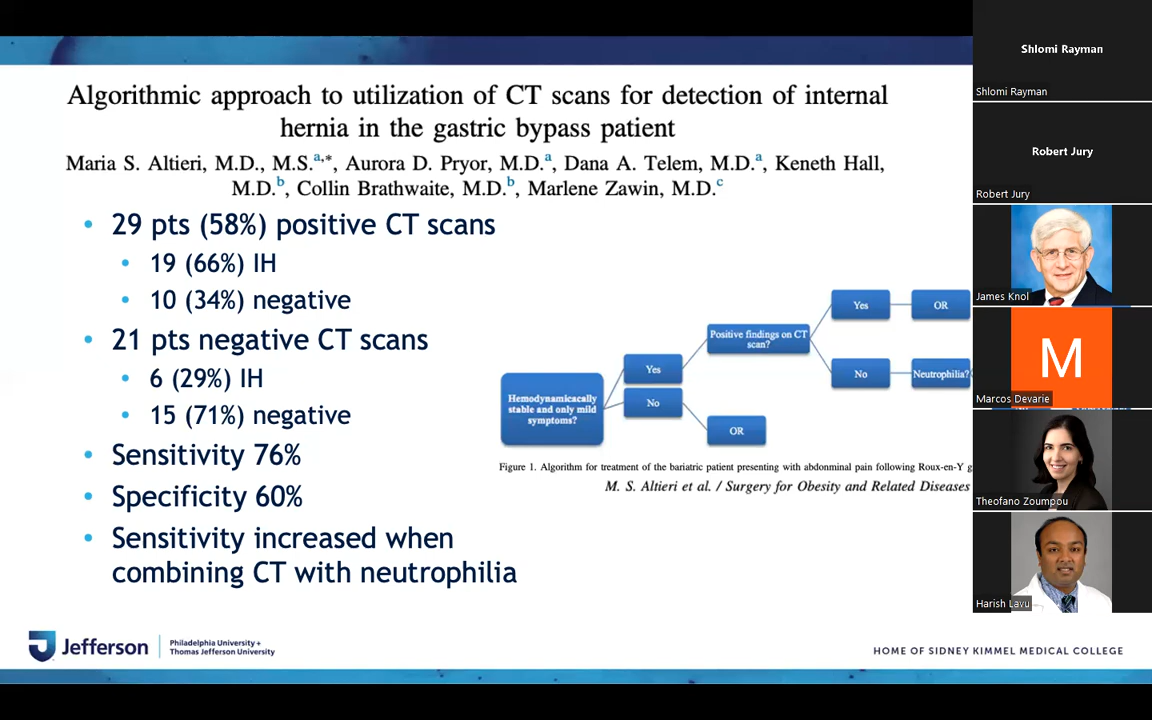 Algorithmic approach to utilization of CT scans for detection of internal
hernia in the gastric bypass patient
Maria S. Altieri, M.D., M.S.a,*, Aurora D. Pryor, M.D.a, Dana A. Telem, M.D.a, Keneth Hall,
M.D.b, Collin Brathwaite, M.D.b, Marlene Zawin, M.D.c
• 29 pts (58%) positive CT scans
• 19 (66%) IH
• 10 (34%) negative
• 21 pts negative CT scans
• 6 (29%) IH
• 15 (71%) negative
• Sensitivity 76%
• Specificity 60%
• Sensitivity increased when
combining CT with neutrophilia
Hemodynamicacally
stable and only mild
symptoms?
Yes
No
Positive findings on CT
scan?
OR
Yes
No
OR
Neutrophilia?
Figure 1. Algorithm for treatment of the bariatric patient presenting with abdonminal pain following Roux-en-Y g
M. S. Altieri et al. / Surgery for Obesity and Related Diseases
Jefferson
Philadelphia University +
Thomas Jefferson University
HOME OF SIDNEY KIMMEL MEDICAL COLLEGE
Shlomi Rayman
Shlomi Rayman
Robert Jury
Robert Jury
James Knol
M
Marcos Devarie
Theofano Zoumpou
Harish Lavu